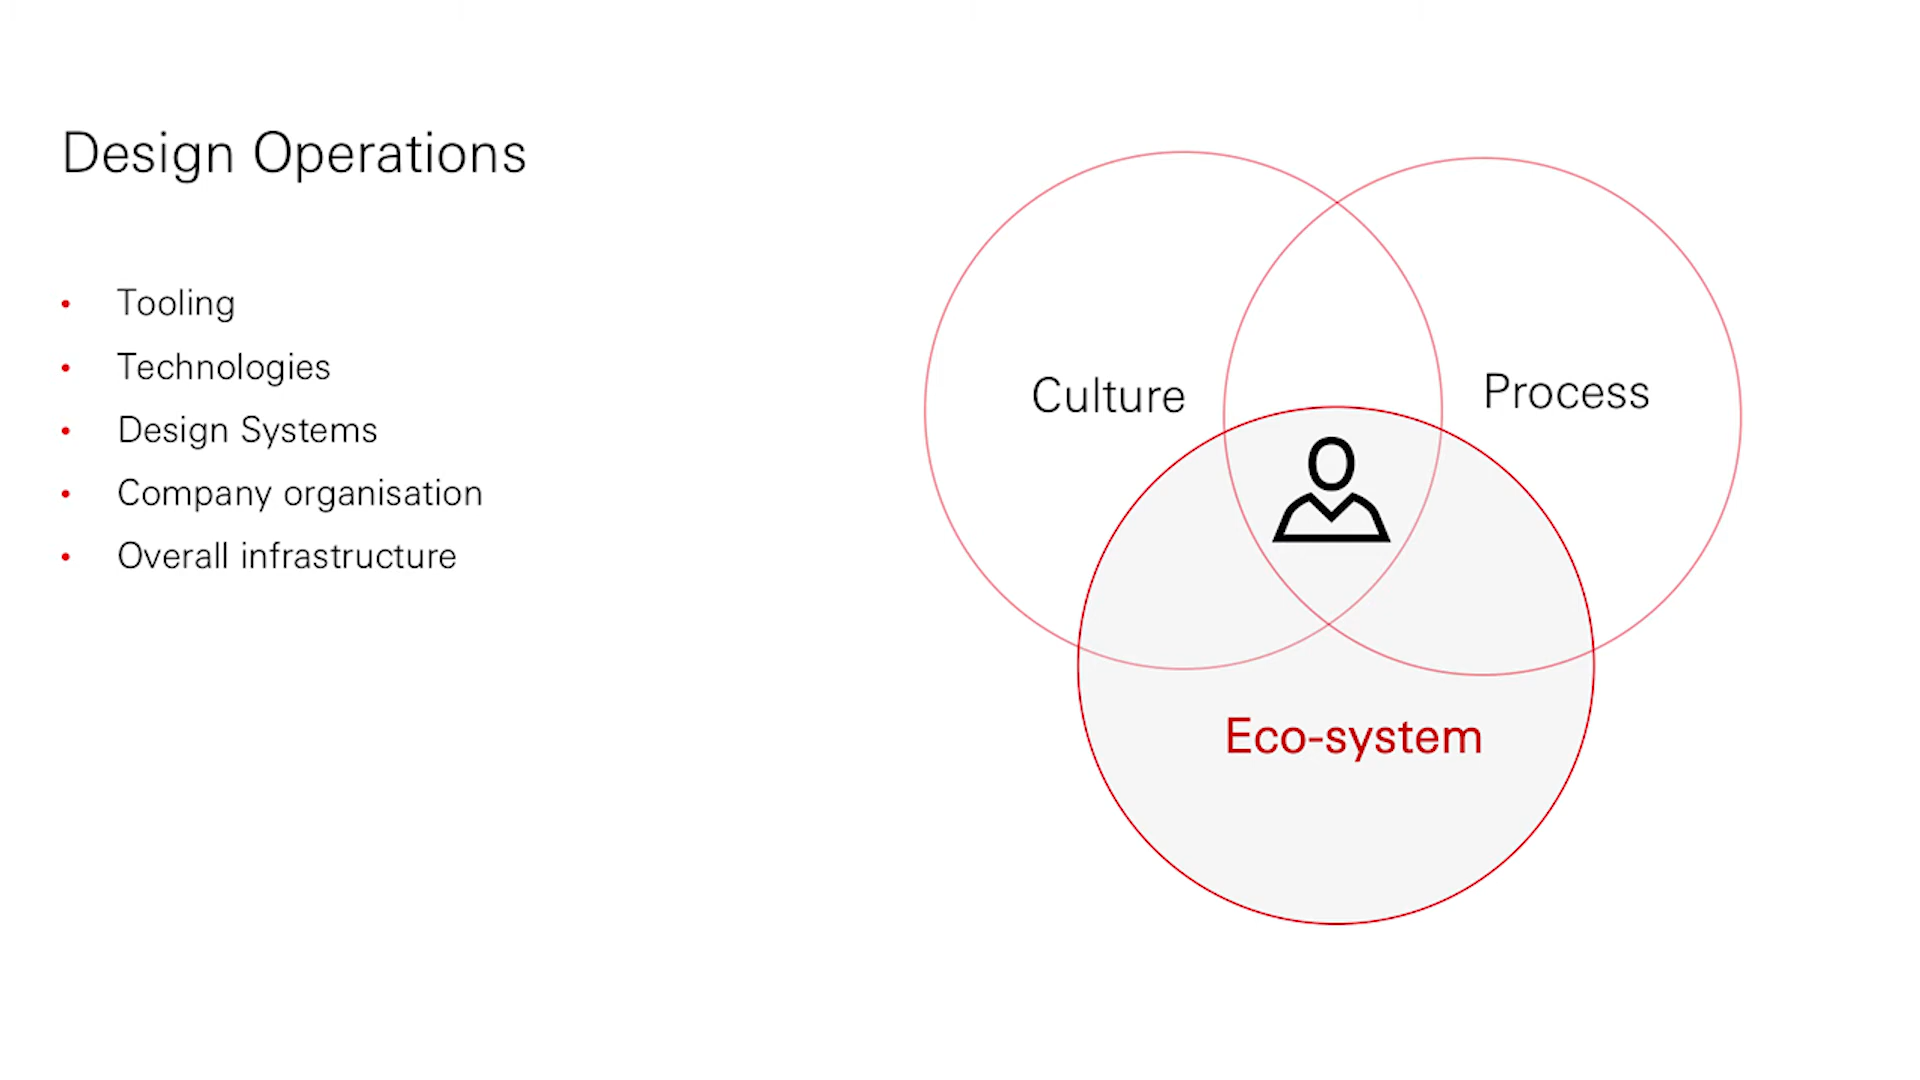 Design Operations
• Tooling
• Technologies
• Design Systems
• Company organisation
• Overall infrastructure
Culture
Process
Eco-system